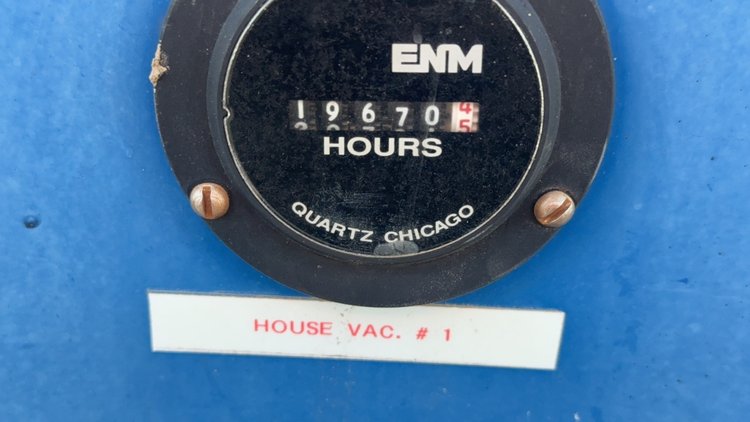 ENM
196704
HOURS
QUARTZ CHICAGO
HOUSE VAC. # 1